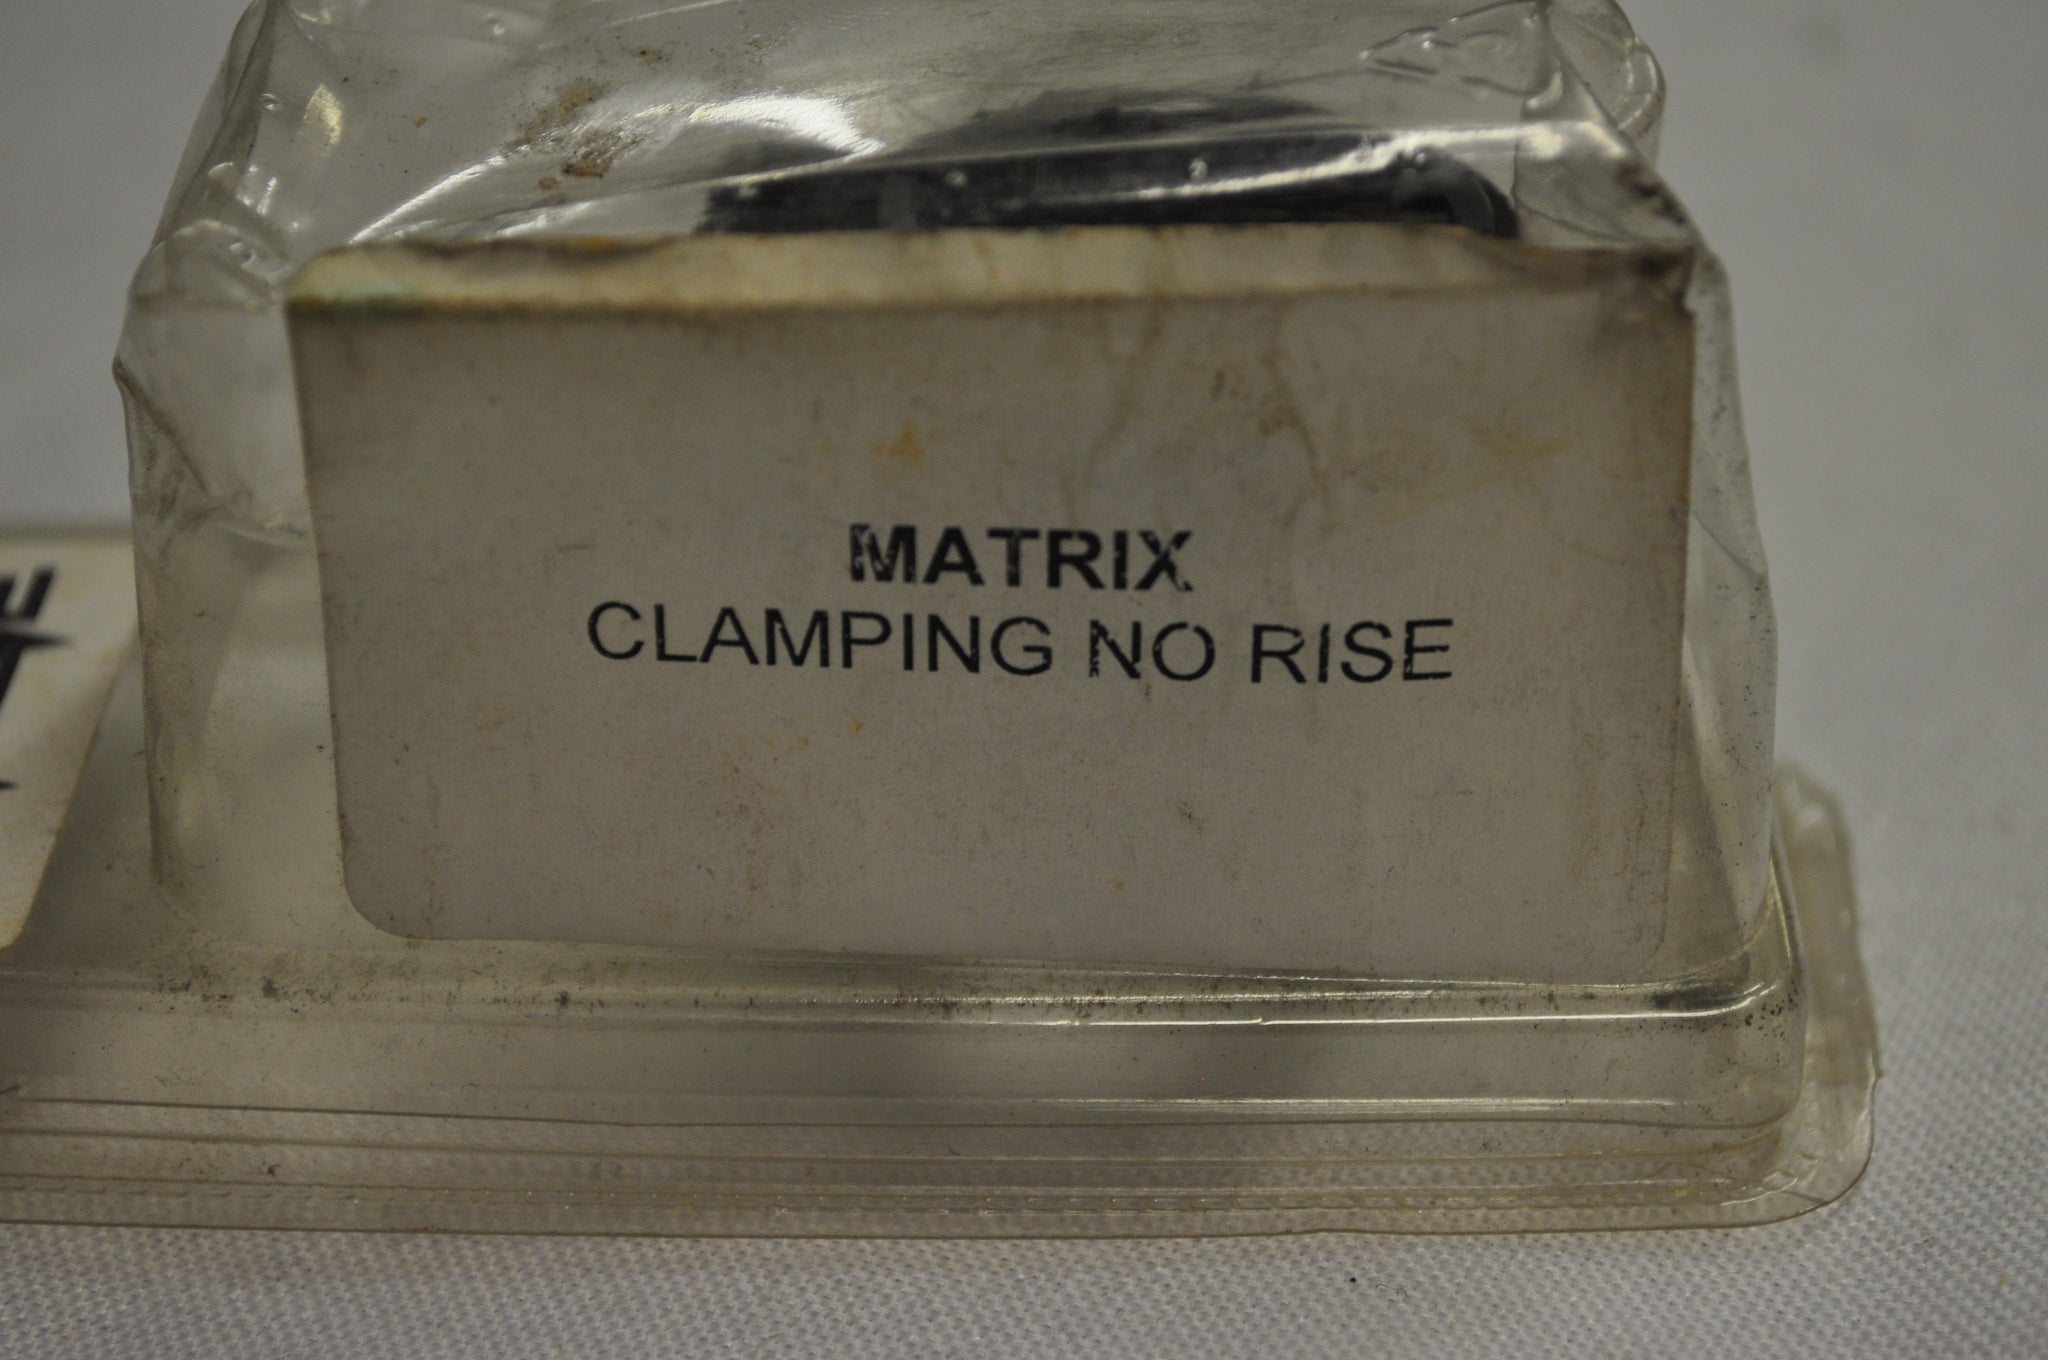 MATRIX
CLAMPING NO RISE